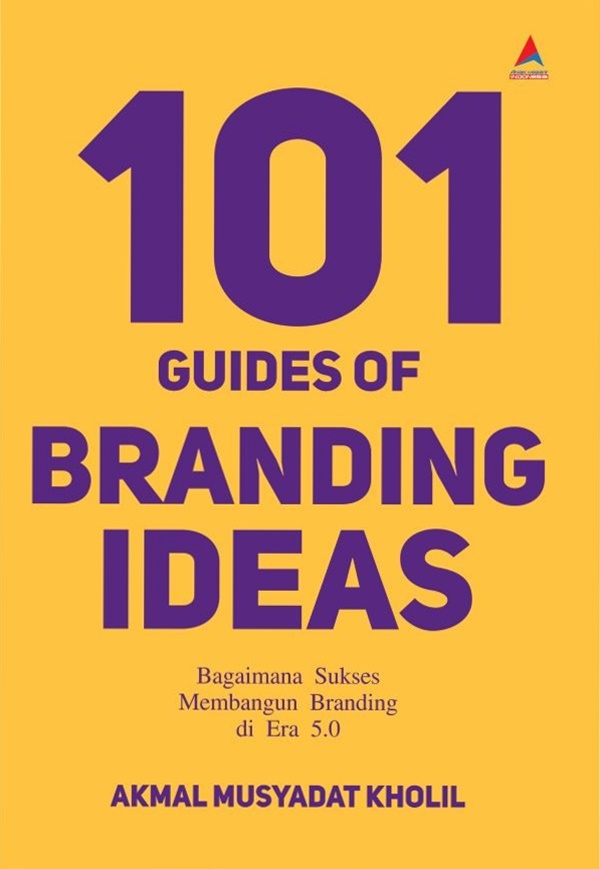 101
GUIDES OF
BRANDING
IDEAS
Bagaimana Sukses
Membangun Branding
di Era 5.0
AKMAL MUSYADAT KHOLIL